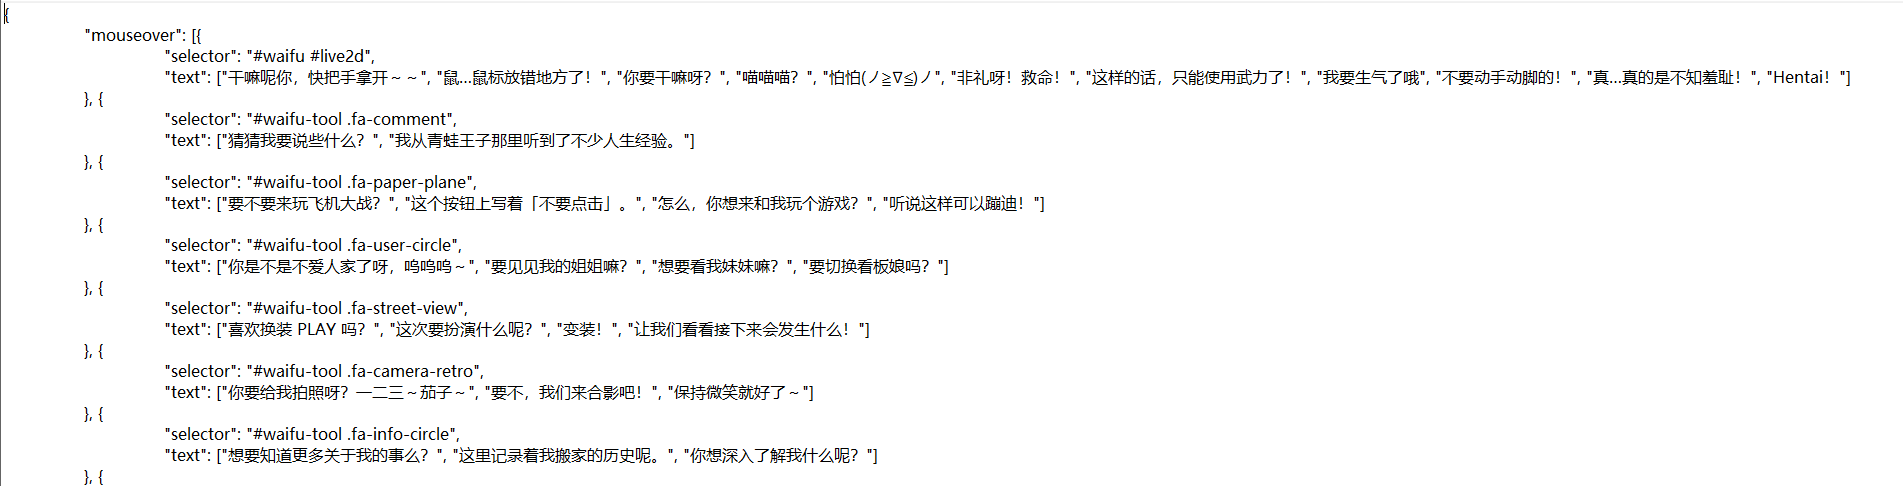 {
"mouseover": [{
"selector": "#waifu #live2d",
"text": ["干嘛呢你，快把手拿开～～", "鼠…鼠标放错地方了！", "你要干嘛呀？", "喵喵喵？", "怕怕(ノ≧∇≦)ノ", "非礼呀！救命！", "这样的话，只能使用武力了！", "我要生气了哦", "不要动手动脚的！", "真…真的是不知羞耻！", "Hentai！"]
}, {
"selector": "#waifu-tool .fa-comment",
"text": ["猜猜我要说些什么？", "我从青蛙王子那里听到了不少人生经验。"]
}, {
"selector": "#waifu-tool .fa-paper-plane",
"text": ["要不要来玩飞机大战？", "这个按钮上写着「不要点击」。", "怎么，你想来和我玩个游戏？", "听说这样可以蹦迪！"]
}, {
"selector": "#waifu-tool .fa-user-circle",
"text": ["你是不是不爱人家了呀，呜呜呜～", "要见见我的姐姐嘛？", "想要看我妹妹嘛？", "要切换看板娘吗？"]
}, {
"selector": "#waifu-tool .fa-street-view",
"text": ["喜欢换装 PLAY 吗？", "这次要扮演什么呢？", "变装！", "让我们看看接下来会发生什么！"]
}, {
"selector": "#waifu-tool .fa-camera-retro",
"text": ["你要给我拍照呀？一二三～茄子～", "要不，我们来合影吧！", "保持微笑就好了～"]
}, {
"selector": "#waifu-tool .fa-info-circle",
"text": ["想要知道更多关于我的事么？", "这里记录着我搬家的历史呢。", "你想深入了解我什么呢？"]
}, {